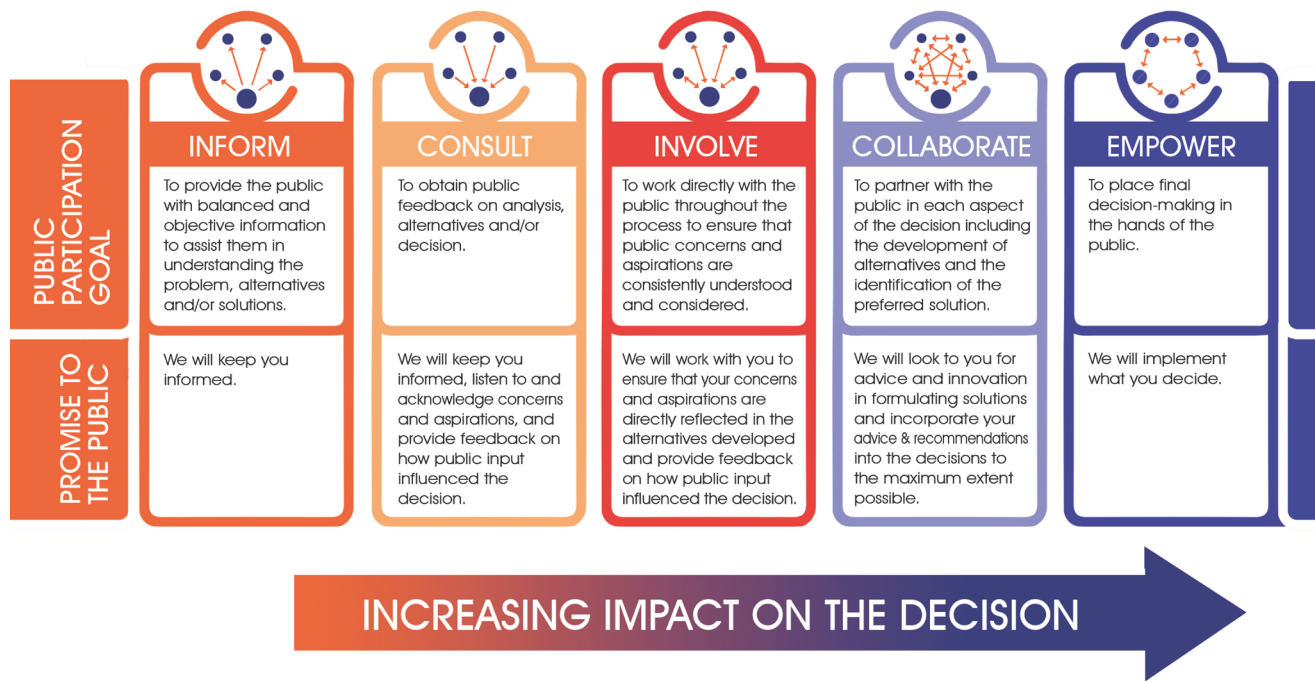 PUBLIC
PARTICIPATION
GOAL
INFORM
To provide the public
with balanced and
objective information
to assist them in
understanding the
problem, alternatives
and/or solutions.
CONSULT
To obtain public
feedback on analysis,
alternatives and/or
decision.
INVOLVE
To work directly with the
public throughout the
process to ensure that
public concerns and
aspirations are
consistently understood
and considered.
COLLABORATE
To partner with the
public in each aspect
of the decision including
the development of
alternatives and the
identification of the
preferred solution.
EMPOWER
To place final
decision-making in
the hands of the
public.
PROMISE TO
THE PUBLIC
We will keep you
informed.
We will keep you
informed, listen to and
acknowledge concerns
and aspirations, and
provide feedback on
how public input
influenced the
decision.
We will work with you to
ensure that your concerns
and aspirations are
directly reflected in the
alternatives developed
and provide feedback
on how public input
influenced the decision.
We will look to you for
advice and innovation
in formulating solutions
and incorporate your
advice & recommendations
into the decisions to
the maximum extent
possible.
We will implement
what you decide.
INCREASING IMPACT ON THE DECISION